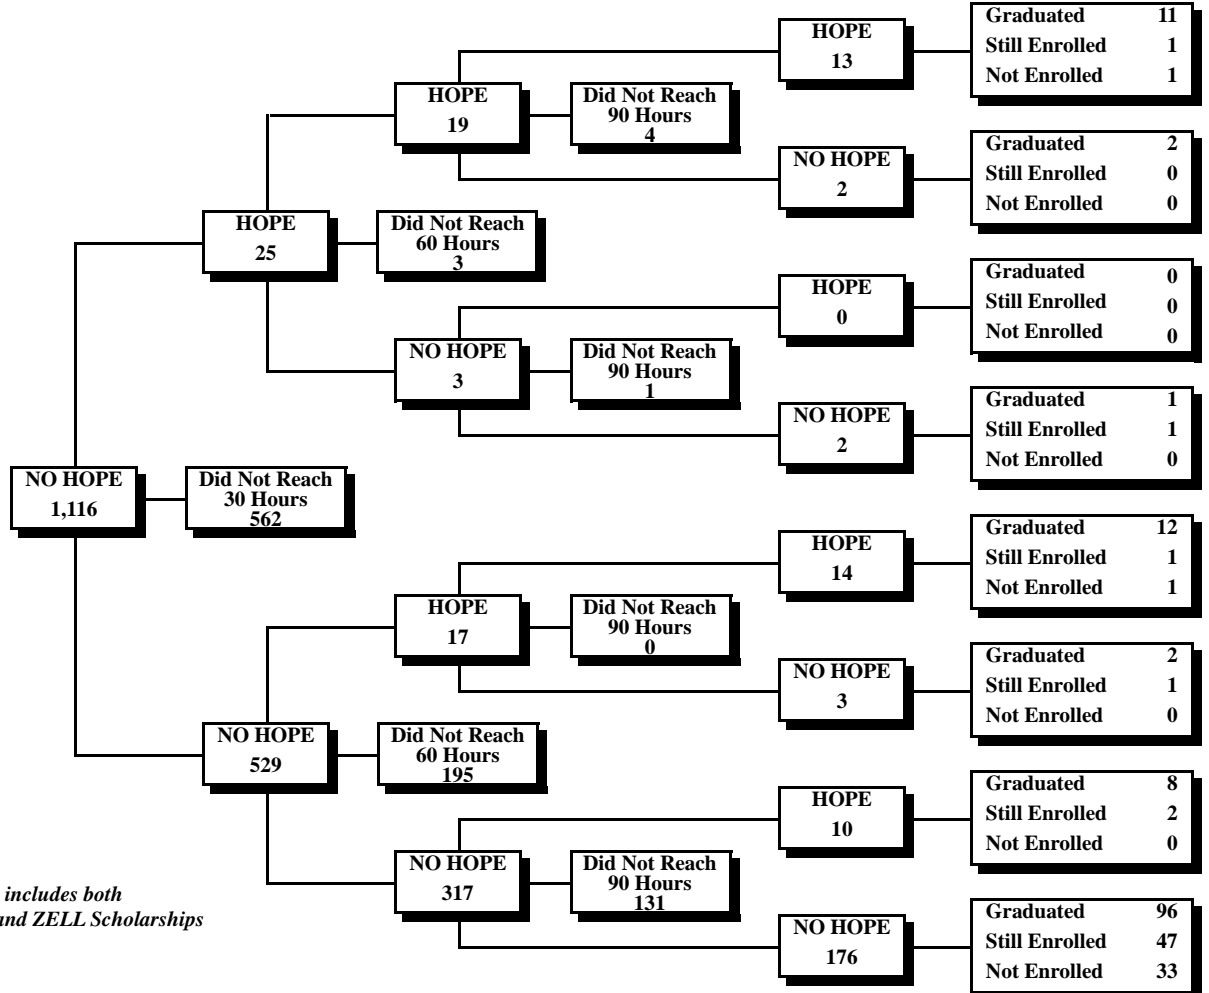 Graduated 11
HOPE
Still Enrolled 1
13
Not Enrolled 1
HOPE
Did Not Reach
90 Hours
19
4
Graduated 2
NO HOPE
Still Enrolled 0
2
Not Enrolled 0
HOPE
Did Not Reach
60 Hours
25
3
Graduated 0
HOPE
Still Enrolled 0
0
Not Enrolled 0
NO HOPE
Did Not Reach
90 Hours
3
1
Graduated 1
NO HOPE
Still Enrolled 1
2
Not Enrolled 0
NO HOPE
Did Not Reach
30 Hours
1,116
562
Graduated 12
HOPE
Still Enrolled 1
14
Not Enrolled 1
HOPE
Did Not Reach
90 Hours
17
0
Graduated 2
NO HOPE
Still Enrolled 1
3
Not Enrolled 0
NO HOPE
Did Not Reach
60 Hours
529
195
Graduated 8
HOPE
Still Enrolled 2
10
Not Enrolled 0
NO HOPE
Did Not Reach
90 Hours
317
131
includes both
and ZELL Scholarships
Graduated 96
NO HOPE
Still Enrolled 47
176
Not Enrolled 33